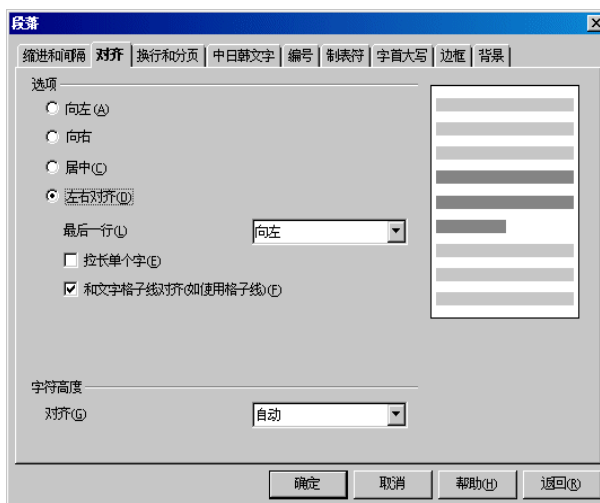 段落
缩进和间隔 对齐 换行和分页 中日韩文字 编号 制表符 字首大写 边框 背景
选项
向左(A)
向右
居中(C)
左右对齐(D)
最后一行(L) 向左
拉长单个字(E)
和文字格子线对齐(如使用格子线)(F)
字符高度
对齐(G) 自动
确定 取消 帮助(H) 返回(R)